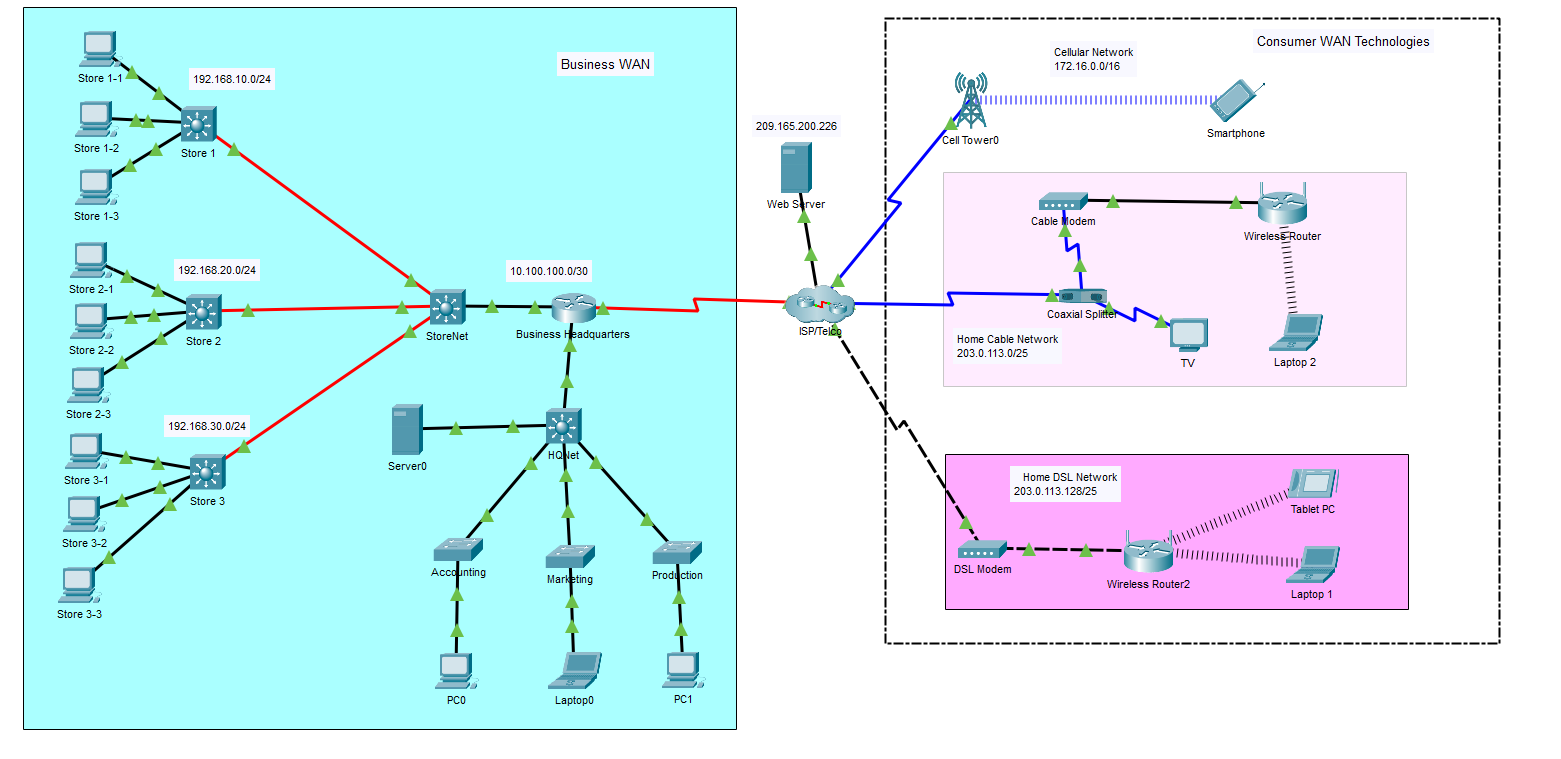 Business WAN
Store 1-1
192.168.10.0/24
Store 1-2
Store 1
Store 1-3
192.168.20.0/24
Store 2-1
Store 2
Store 2-2
Store 2-3
192.168.30.0/24
Store 3-1
Store 3
Store 3-2
Store 3-3
StoreNet
10.100.100.0/30
Business Headquarters
Server0
HQNet
Accounting
Marketing
Production
PC0
Laptop0
PC1
209.165.200.226
Web Server
ISP/Telco
Consumer WAN Technologies
Cellular Network
172.16.0.0/16
Cell Tower0
Smartphone
Cable Modem
Wireless Router
Coaxial Splitter
Home Cable Network
203.0.113.0/25
TV
Laptop 2
Home DSL Network
203.0.113.128/25
Tablet PC
DSL Modem
Wireless Router2
Laptop 1